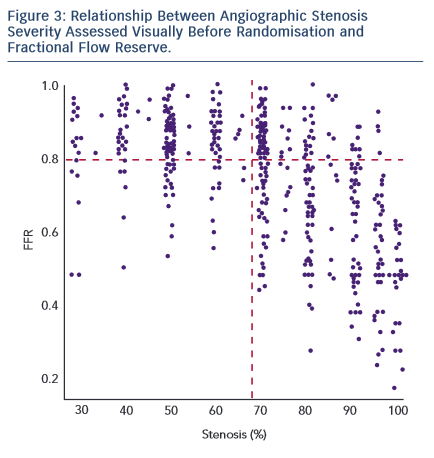 Figure 3: Relationship Between Angiographic Stenosis
Severity Assessed Visually Before Randomisation and
Fractional Flow Reserve.
1.0
0.8
0.6
0.4
0.2
FFR
30 40 50 60 70 80 90 100
Stenosis (%)